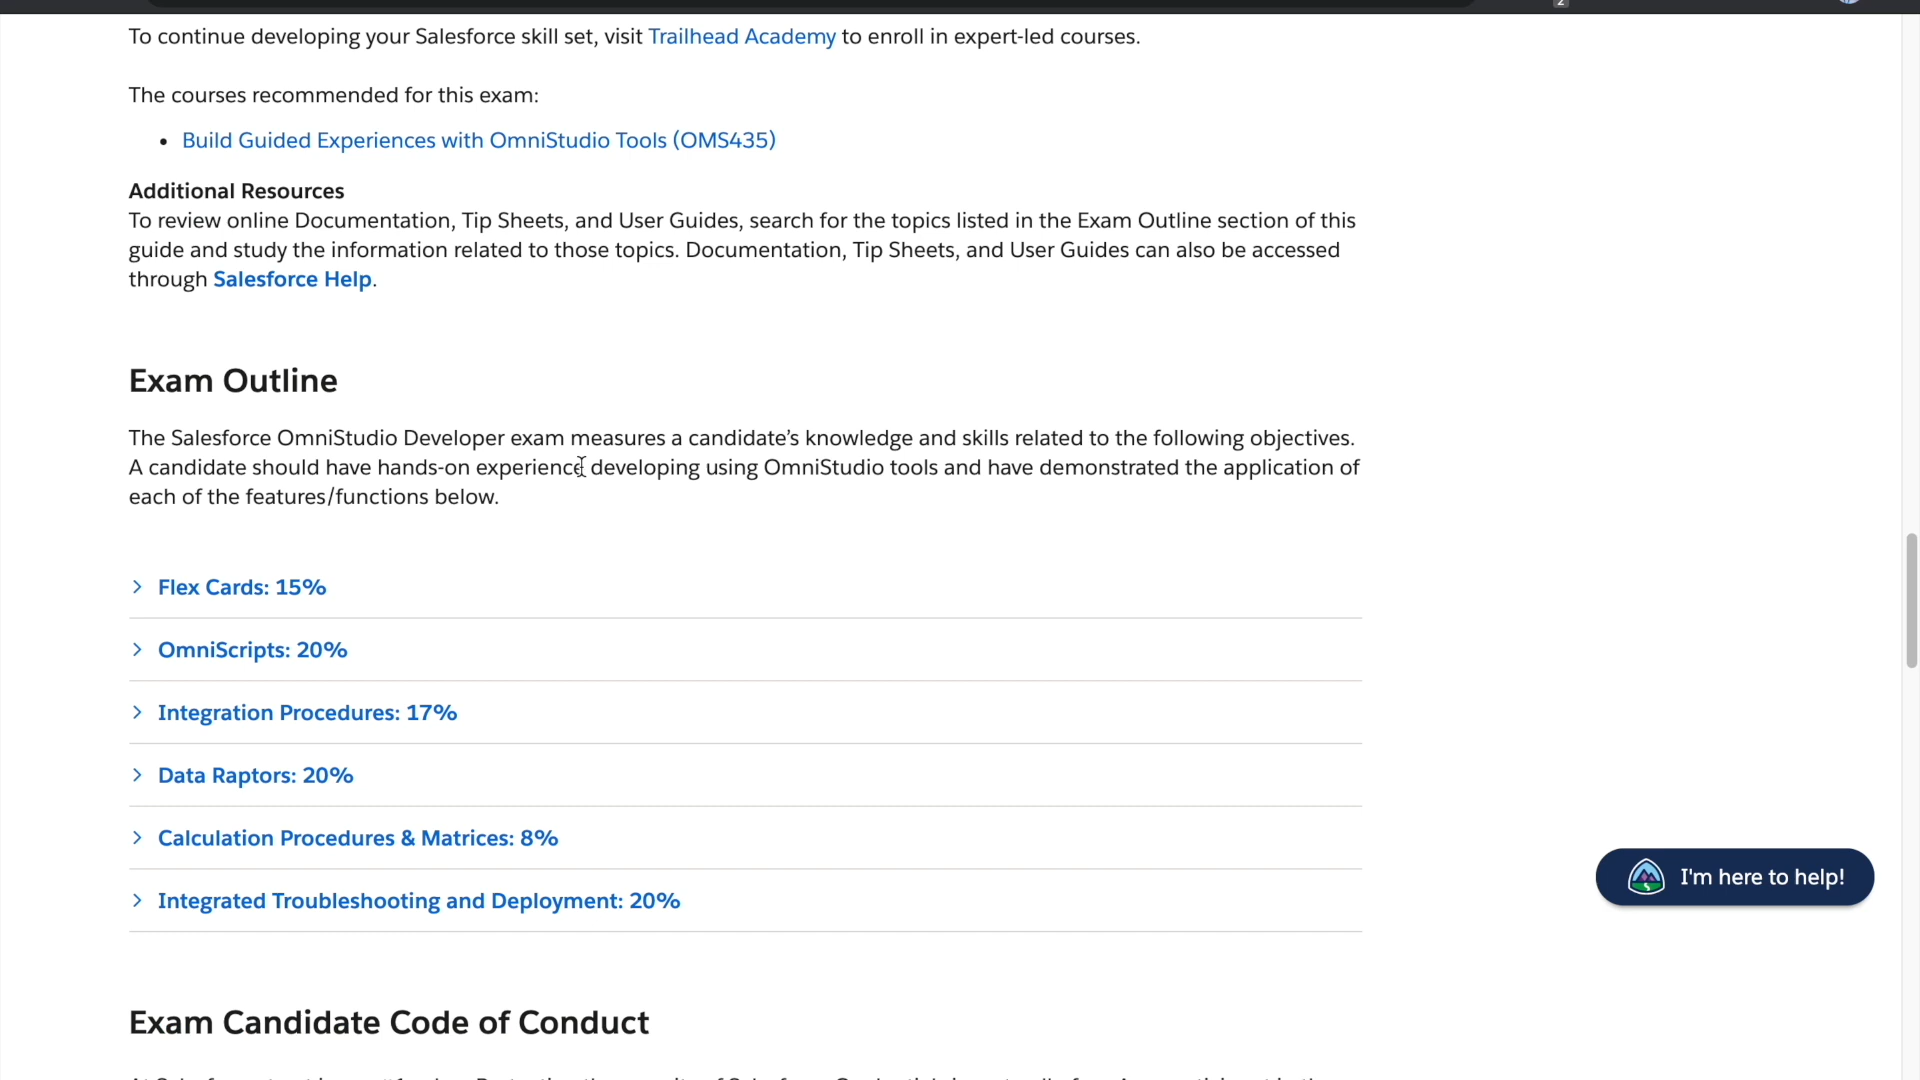 To continue developing your Salesforce skill set, visit Trailhead Academy to enroll in expert-led courses.
The courses recommended for this exam:
• Build Guided Experiences with OmniStudio Tools (OMS435)
Additional Resources
To review online Documentation, Tip Sheets, and User Guides, search for the topics listed in the Exam Outline section of this
guide and study the information related to those topics. Documentation, Tip Sheets, and User Guides can also be accessed
through Salesforce Help.
Exam Outline
The Salesforce OmniStudio Developer exam measures a candidate’s knowledge and skills related to the following objectives.
A candidate should have hands-on experience developing using OmniStudio tools and have demonstrated the application of
each of the features/functions below.
Flex Cards: 15%
OmniScripts: 20%
Integration Procedures: 17%
Data Raptors: 20%
Calculation Procedures & Matrices: 8%
I'm here to help!
Integrated Troubleshooting and Deployment: 20%
Exam Candidate Code of Conduct